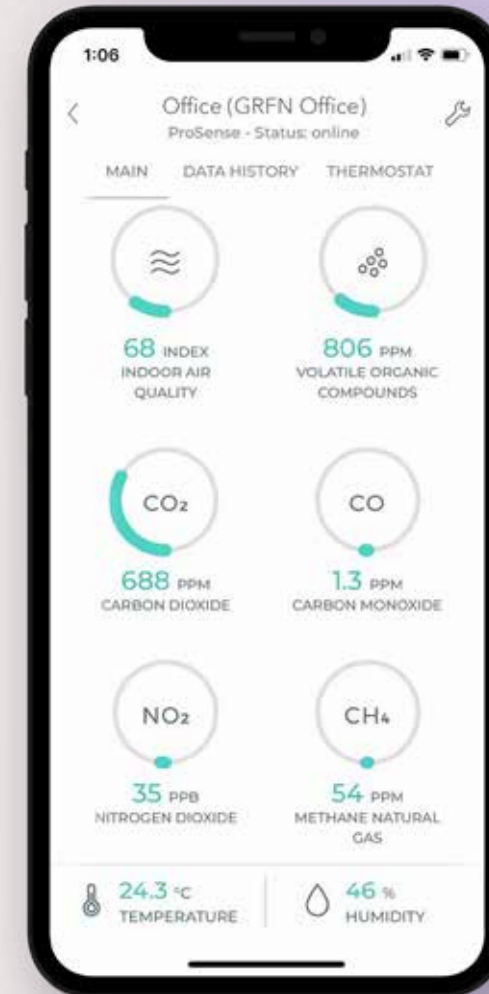 1:06
Office (GRFN Office)
ProSense - Status: online
MAIN DATA HISTORY THERMOSTAT
68 INDEX
INDOOR AIR
QUALITY
806 PPM
VOLATILE ORGANIC
COMPOUNDS
CO₂
688 PPM
CARBON DIOXIDE
CO
1.3 PPM
CARBON MONOXIDE
NO₂
35 PPB
NITROGEN DIOXIDE
CH₄
54 PPM
METHANE NATURAL
GAS
24.3 °C
TEMPERATURE
46 %
HUMIDITY